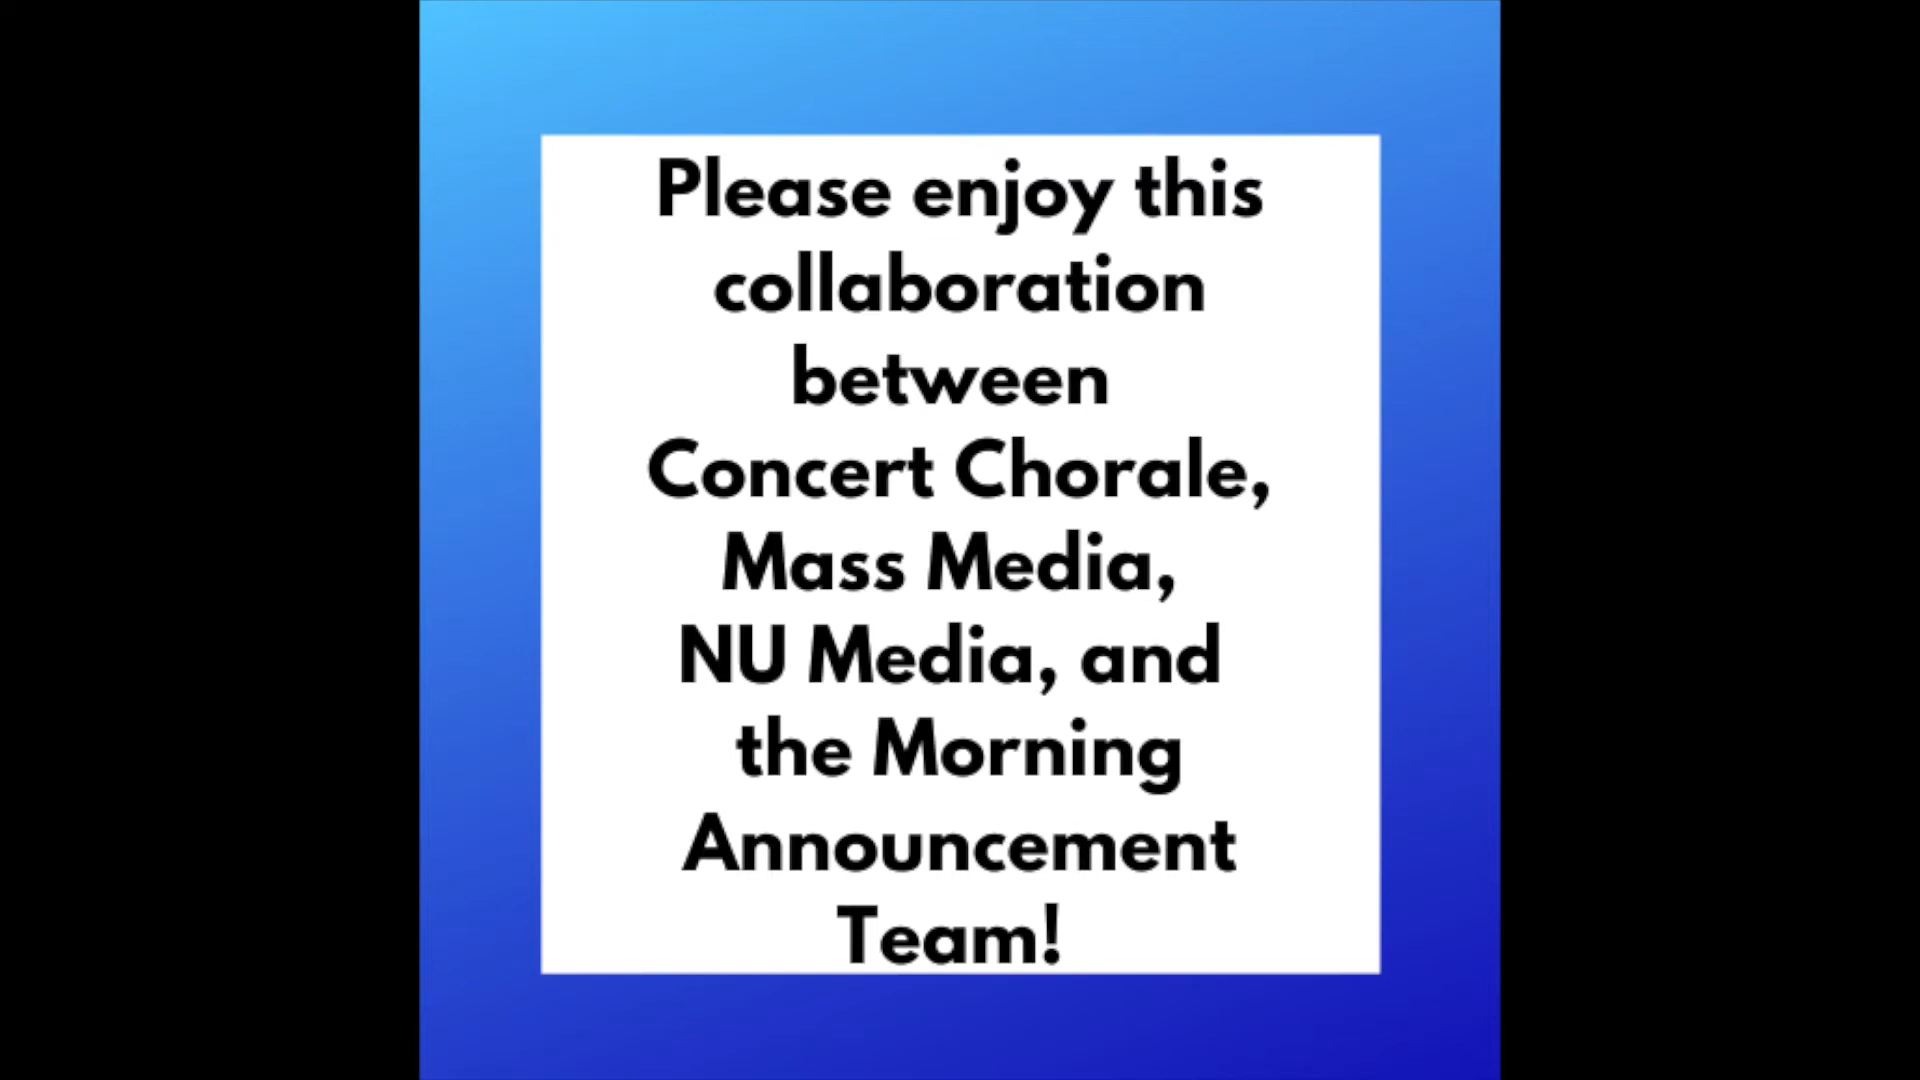 Please enjoy this
collaboration
between
Concert Chorale,
Mass Media,
NU Media, and
the Morning
Announcement
Team!